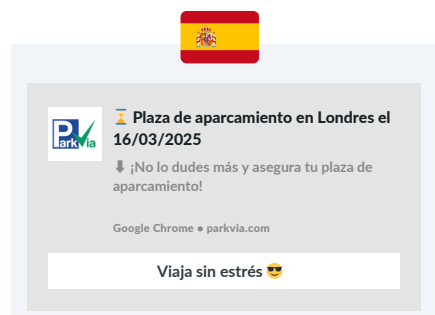 ParkVia
⏳ Plaza de aparcamiento en Londres el
16/03/2025
⬇ ¡No lo dudes más y asegura tu plaza de
aparcamiento!
Google Chrome • parkvia.com
Viaja sin estrés 😎